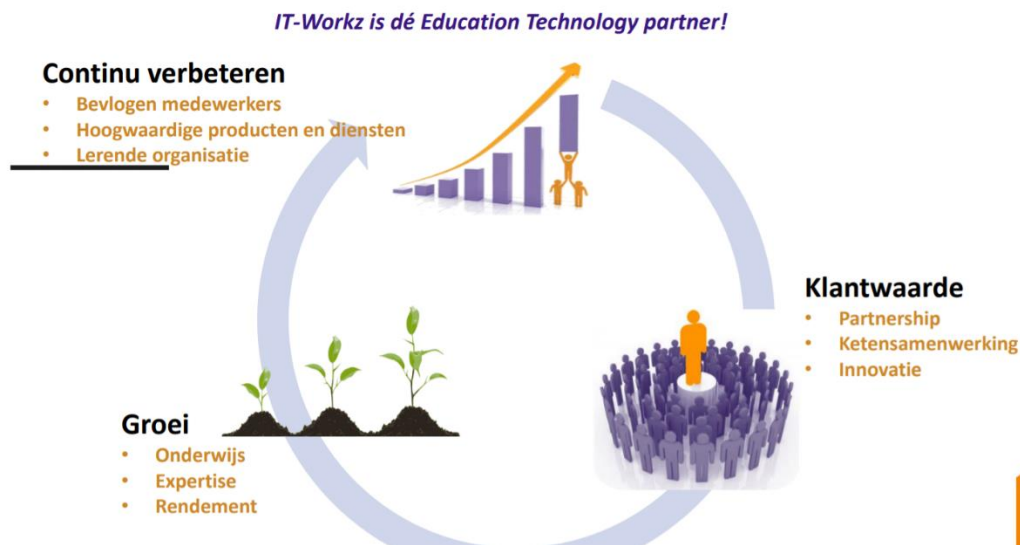 IT-Workz is dé Education Technology partner!
Continu verbeteren
• Bevlogen medewerkers
• Hoogwaardige producten en diensten
• Lerende organisatie
Klantwaarde
• Partnership
• Ketensamenwerking
• Innovatie
Groei
• Onderwijs
• Expertise
• Rendement